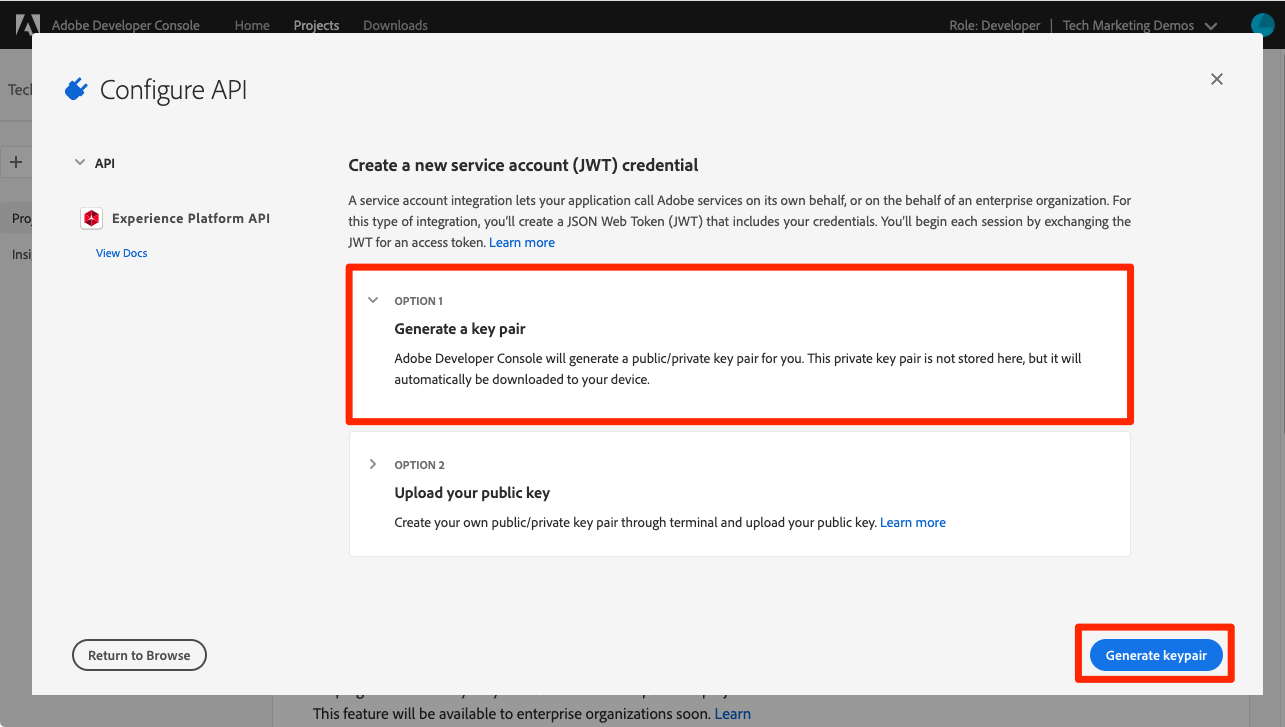 Adobe Developer Console Home Projects Downloads Role: Developer | Tech Marketing Demos
Configure API
Tech
API
Experience Platform API
View Docs
Pro
Insi
Create a new service account (JWT) credential
A service account integration lets your application call Adobe services on its own behalf, or on the behalf of an enterprise organization. For
this type of integration, you'll create a JSON Web Token (JWT) that includes your credentials. You'll begin each session by exchanging the
JWT for an access token. Learn more
OPTION 1
Generate a key pair
Adobe Developer Console will generate a public/private key pair for you. This private key pair is not stored here, but it will
automatically be downloaded to your device.
OPTION 2
Upload your public key
Create your own public/private key pair through terminal and upload your public key. Learn more
Return to Browse
Generate keypair
This feature will be available to enterprise organizations soon. Learn